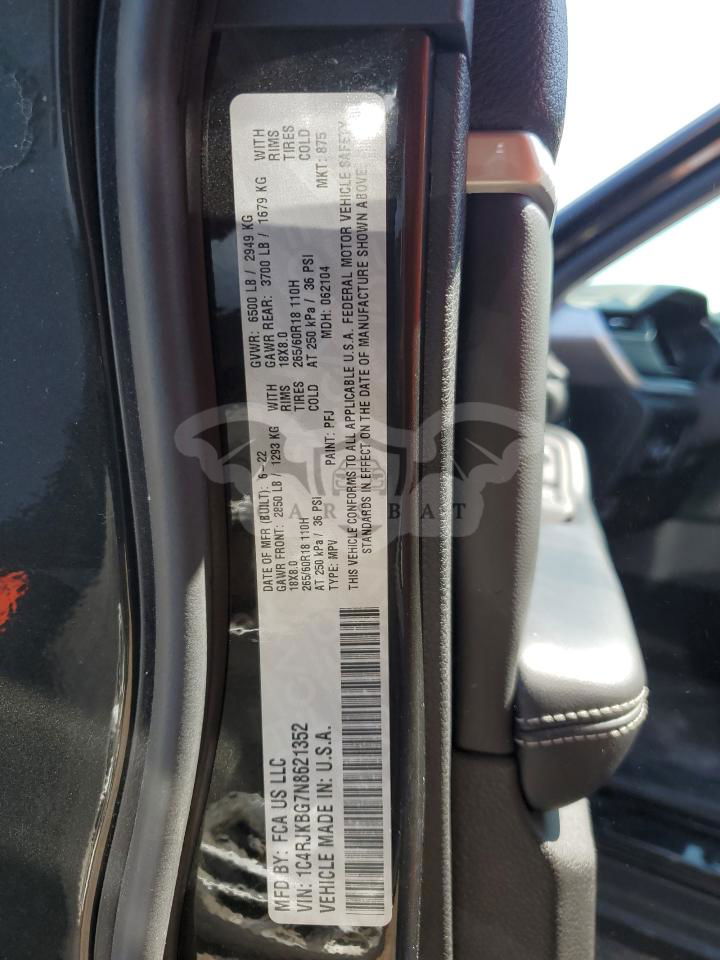 MFD BY: FCA US LLC
DATE OF MFR (BUILT): 6-22
GVWR: 6500 LB / 2949 KG
GAWR FRONT: 2850 LB / 1293 KG WITH
GAWR REAR: 3700 LB / 1679 KG WITH
18X8.0 RIMS
18X8.0 RIMS
265/60R18 110H TIRES
265/60R18 110H TIRES
AT 250 kPa / 36 PSI COLD
AT 250 kPa / 36 PSI COLD
VIN: 1C4RJKBG7N8621352
TYPE: MPV PAINT: PFJ MDH: 062104 MKT: 875
VEHICLE MADE IN: U.S.A.
THIS VEHICLE CONFORMS TO ALL APPLICABLE U.S.A. FEDERAL MOTOR VEHICLE SAFETY
STANDARDS IN EFFECT ON THE DATE OF MANUFACTURE SHOWN ABOVE